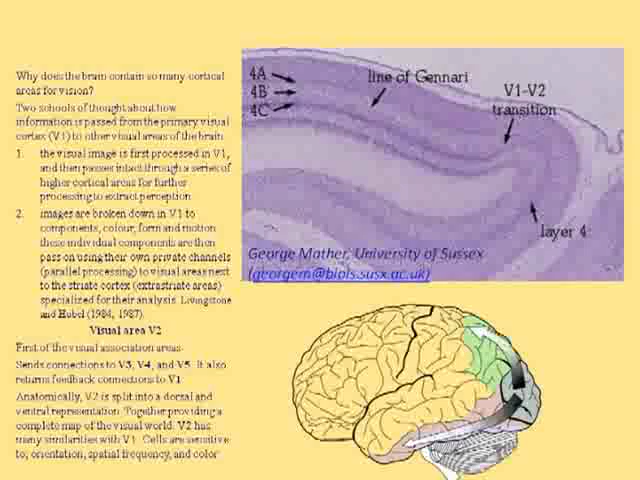 Why does the brain contain so many cortical
areas for vision?
Two schools of thought about how
information is passed from the primary visual
cortex (V1) to other visual areas of the brain
1. the visual image is first processed in V1,
and then passes intact through a series of
higher cortical areas for further
processing to extract perception
2. images are broken down in V1 to
components, colour, form and motion
these individual components are then
pass on using their own private channels
(parallel processing) to visual areas next
to the striate cortex (extrastriate areas)
specialized for their analysis. Livingstone
and Hubel (1984, 1987).
Visual area V2
First of the visual association areas
Sends connections to V3, V4, and V5. It also
returns feedback connections to V1
Anatomically, V2 is split into a dorsal and
ventral representation. Together providing a
complete map of the visual world. V2 has
many similarities with V1. Cells are sensitive
to, orientation, spatial frequency, and color
4A
4B
4C
line of Gennari
V1-V2
transition
layer 4
George Mather, University of Sussex
(georgem@biols.susx.ac.uk)